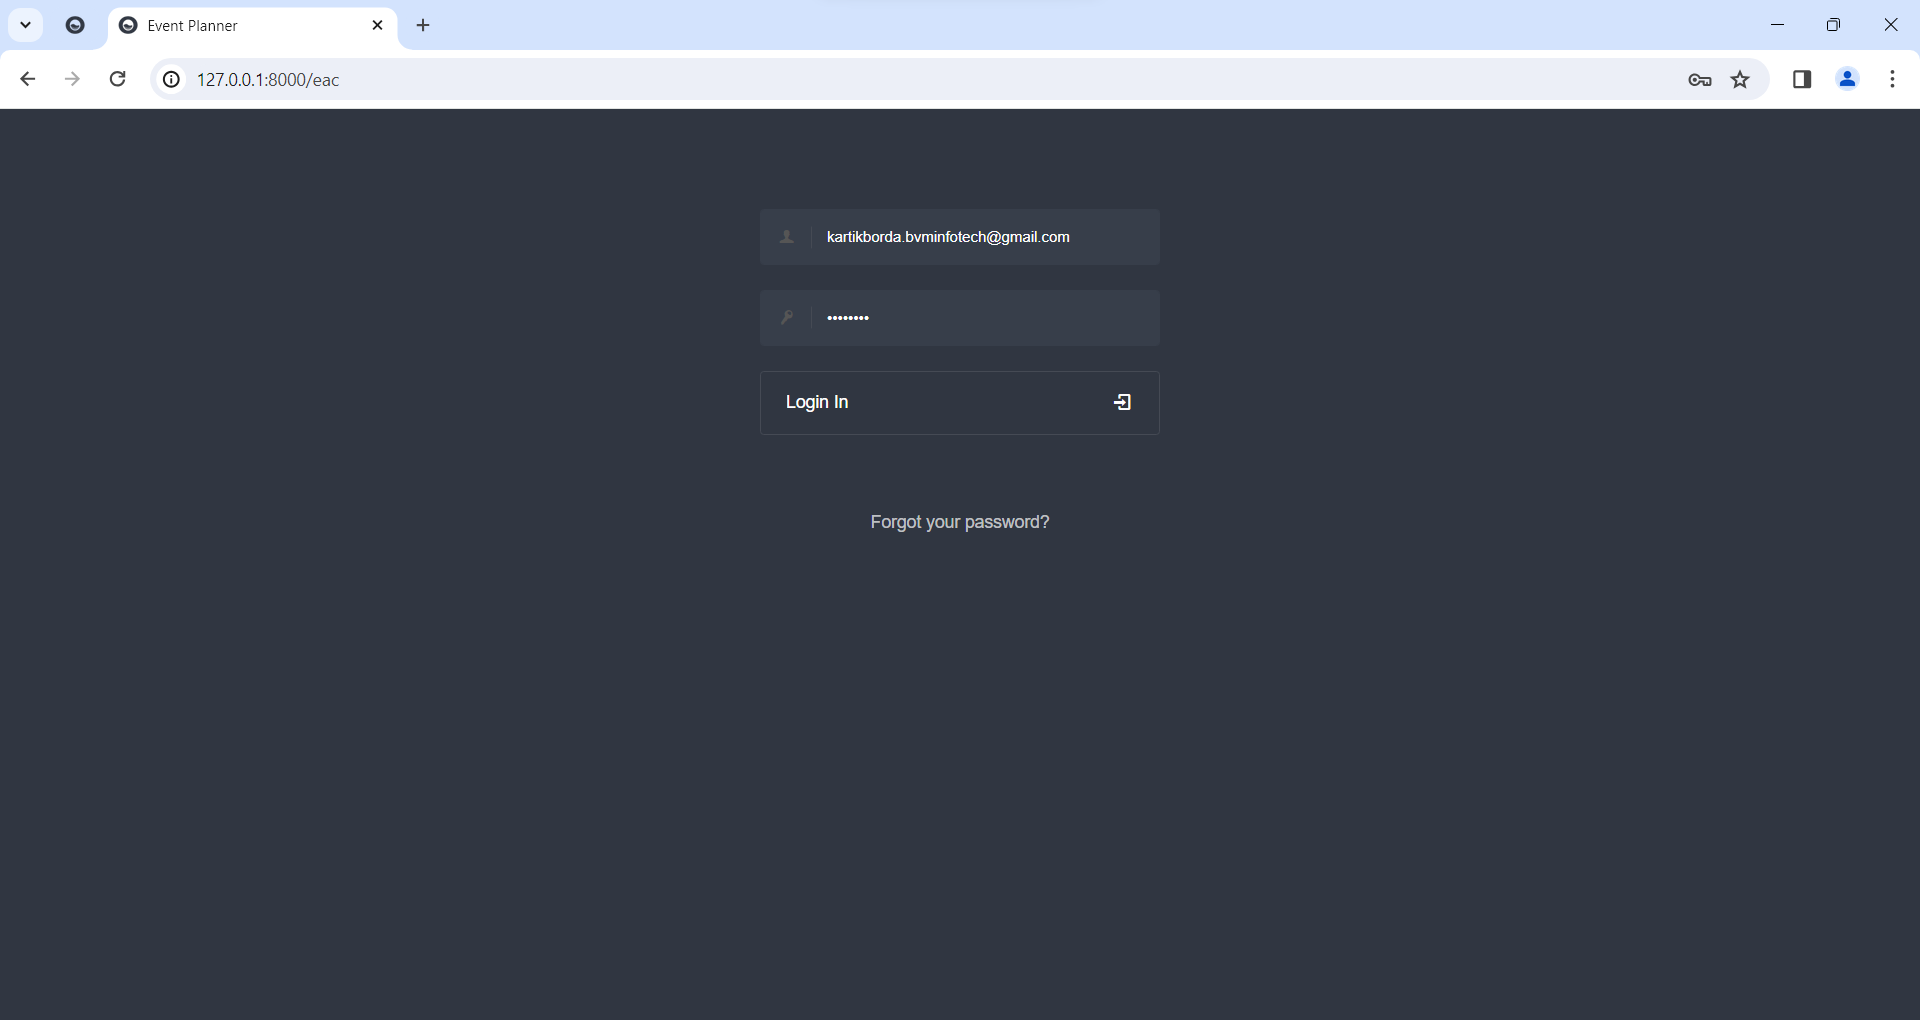 Event Planner
127.0.0.1:8000/eac
kartikborda.bvminfotech@gmail.com
••••••••
Login In
Forgot your password?